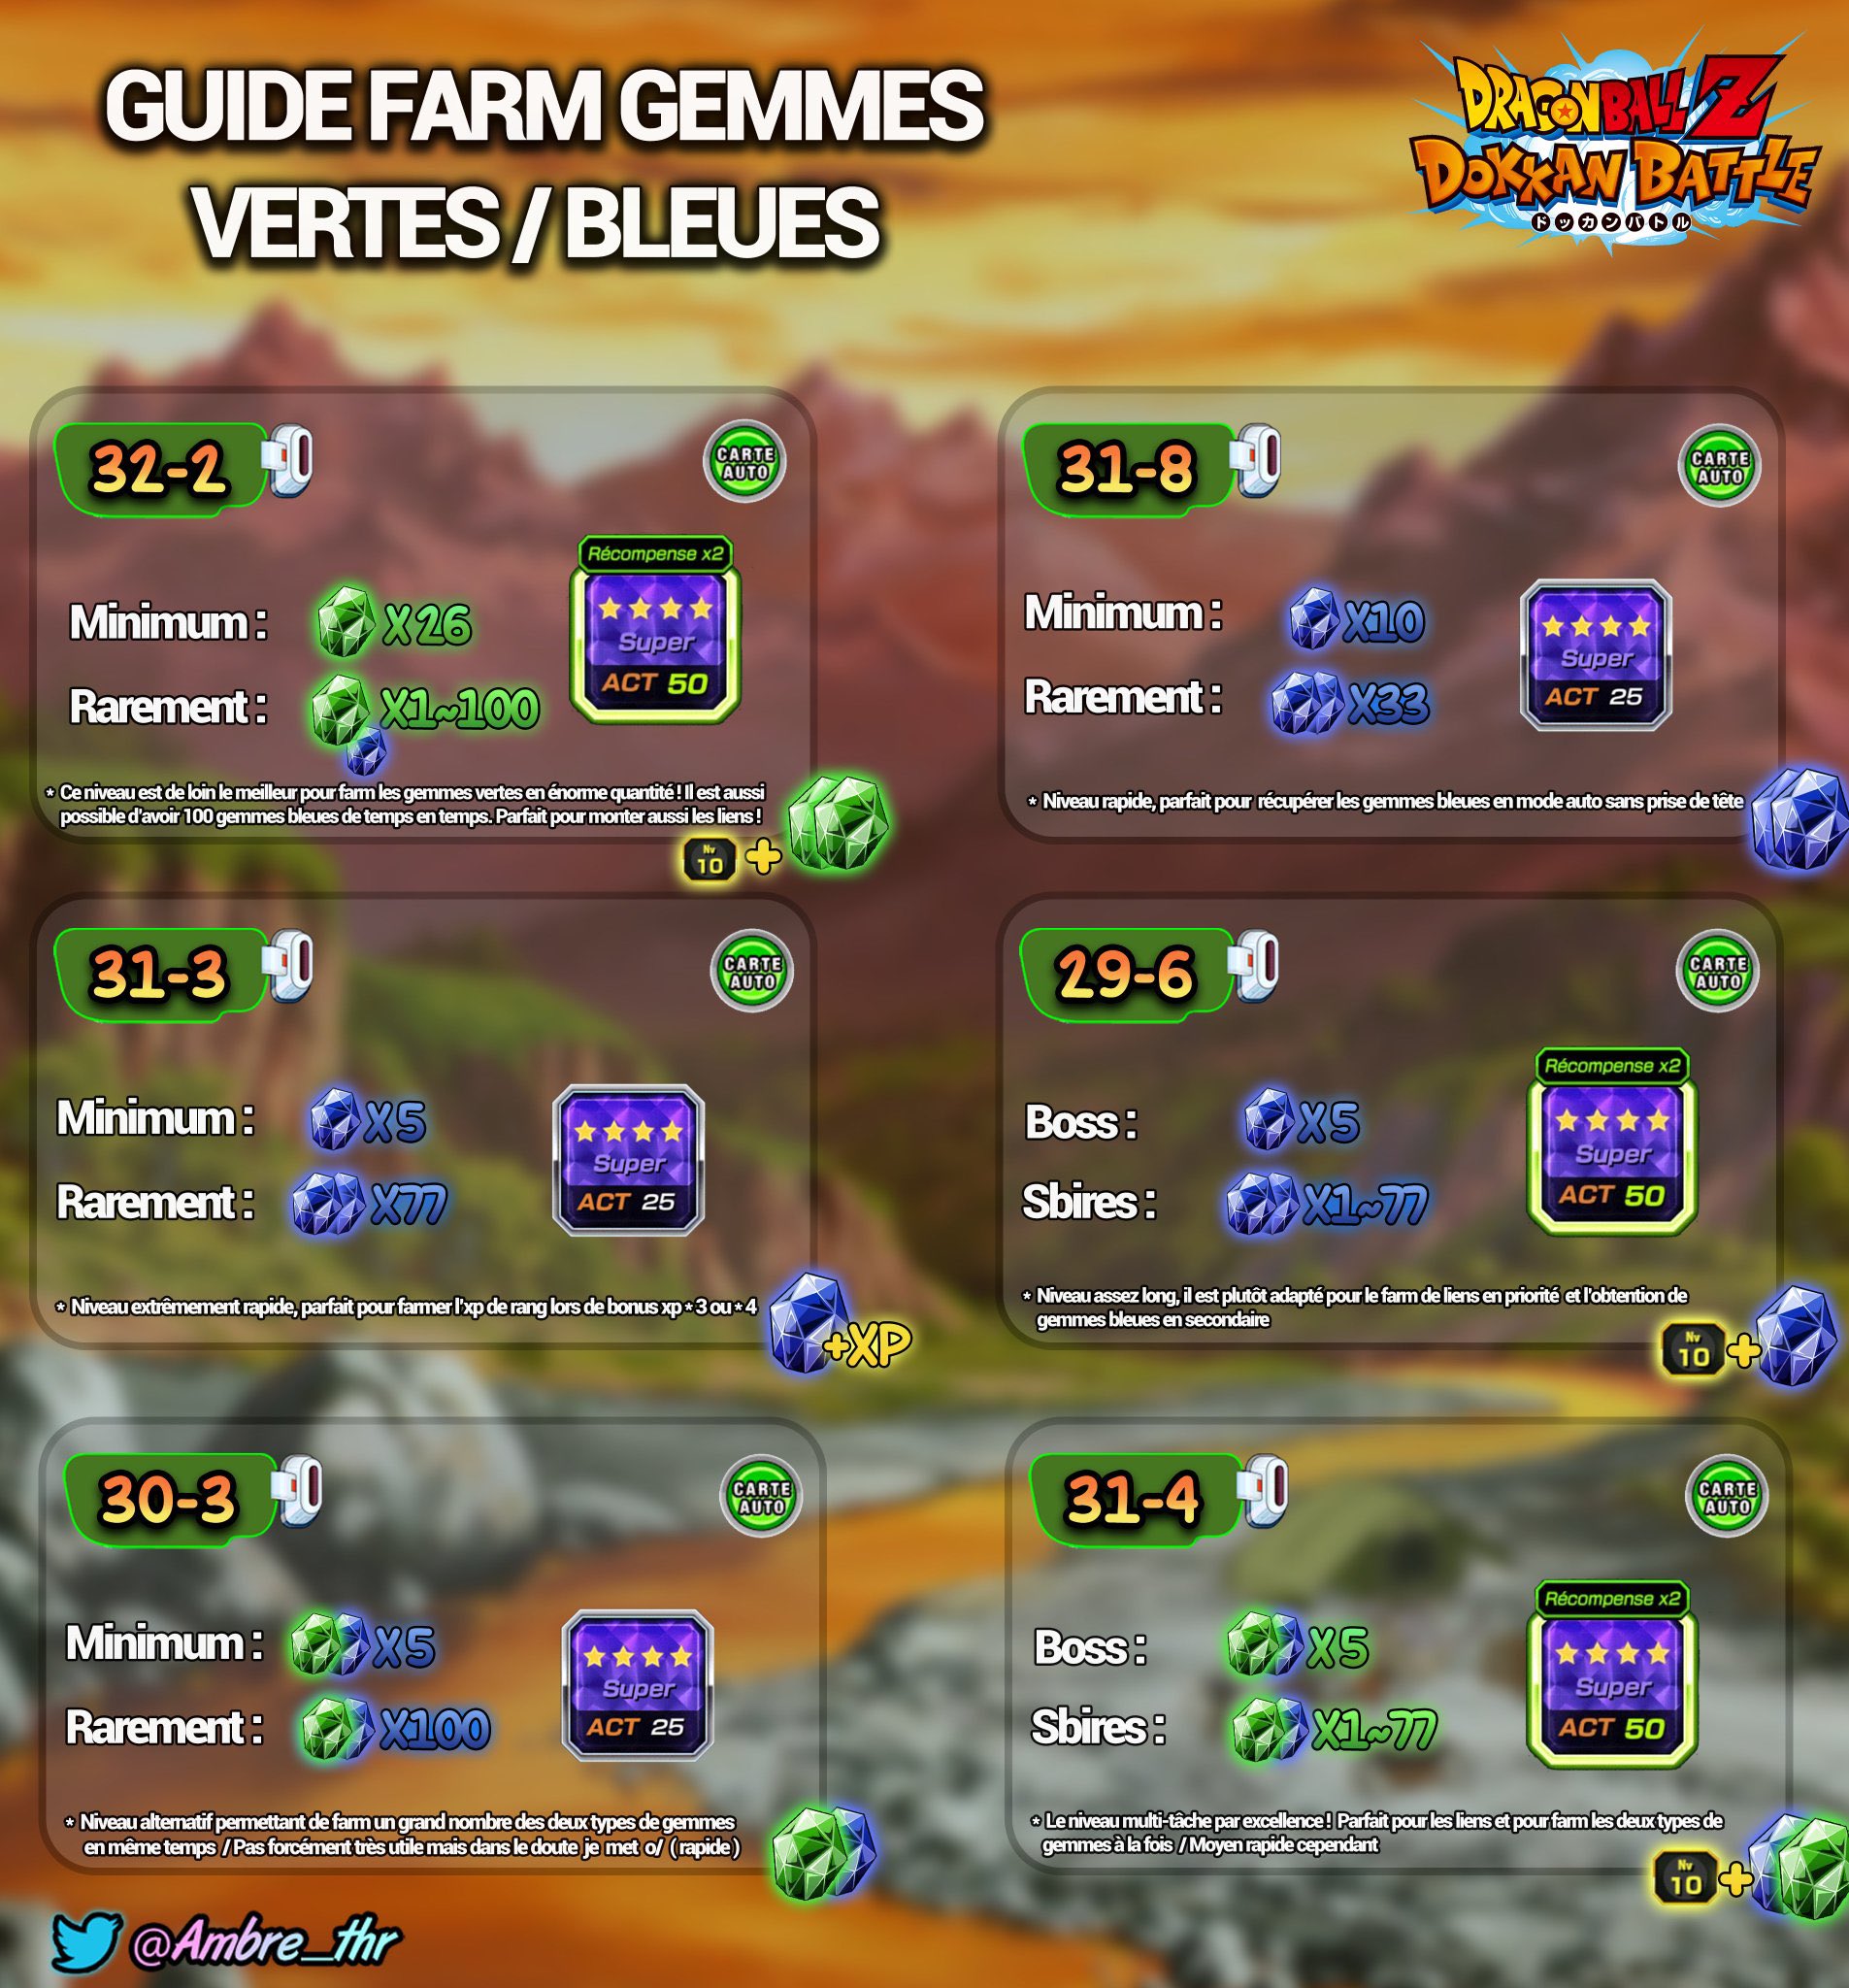 GUIDE FARM GEMMES
VERTES / BLEUES
DRAGON BALL Z
DOKKAN BATTLE
ドッカンバトル
32-2
CARTE
AUTO
Récompense x2
Super
ACT 50
Minimum : X26
Rarement : X1~100
* Ce niveau est de loin le meilleur pour farm les gemmes vertes en énorme quantité ! Il est aussi
possible d'avoir 100 gemmes bleues de temps en temps. Parfait pour monter aussi les liens !
Nv
10 +
31-8
CARTE
AUTO
Minimum : X10
Rarement : X33
Super
ACT 25
* Niveau rapide, parfait pour récupérer les gemmes bleues en mode auto sans prise de tête
31-3
CARTE
AUTO
Minimum : X5
Rarement : X77
Super
ACT 25
* Niveau extrêmement rapide, parfait pour farmer l'xp de rang lors de bonus xp * 3 ou * 4
+XP
29-6
CARTE
AUTO
Récompense x2
Super
ACT 50
Boss : X5
Sbires : X1~77
* Niveau assez long, il est plutôt adapté pour le farm de liens en priorité et l'obtention de
gemmes bleues en secondaire
Nv
10 +
30-3
CARTE
AUTO
Minimum : X5
Rarement : X100
Super
ACT 25
* Niveau alternatif permettant de farm un grand nombre des deux types de gemmes
en même temps / Pas forcément très utile mais dans le doute je met o/ ( rapide )
31-4
CARTE
AUTO
Récompense x2
Super
ACT 50
Boss : X5
Sbires : X1~77
* Le niveau multi-tâche par excellence ! Parfait pour les liens et pour farm les deux types de
gemmes à la fois / Moyen rapide cependant
Nv
10 +
@Ambre_thr